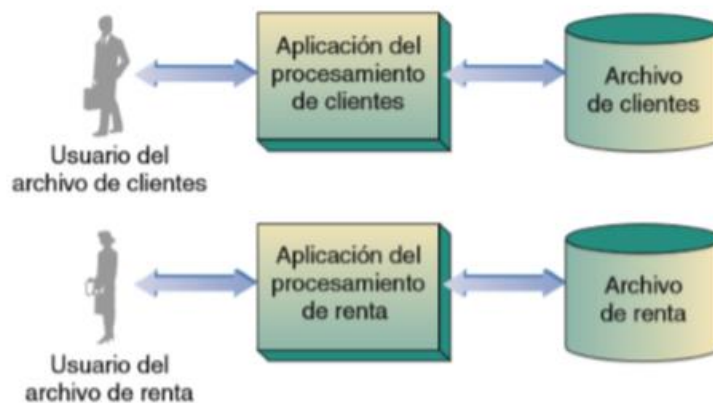 Aplicación del
procesamiento
de clientes
Archivo
de clientes
Usuario del
archivo de clientes
Aplicación del
procesamiento
de renta
Archivo
de renta
Usuario del
archivo de renta